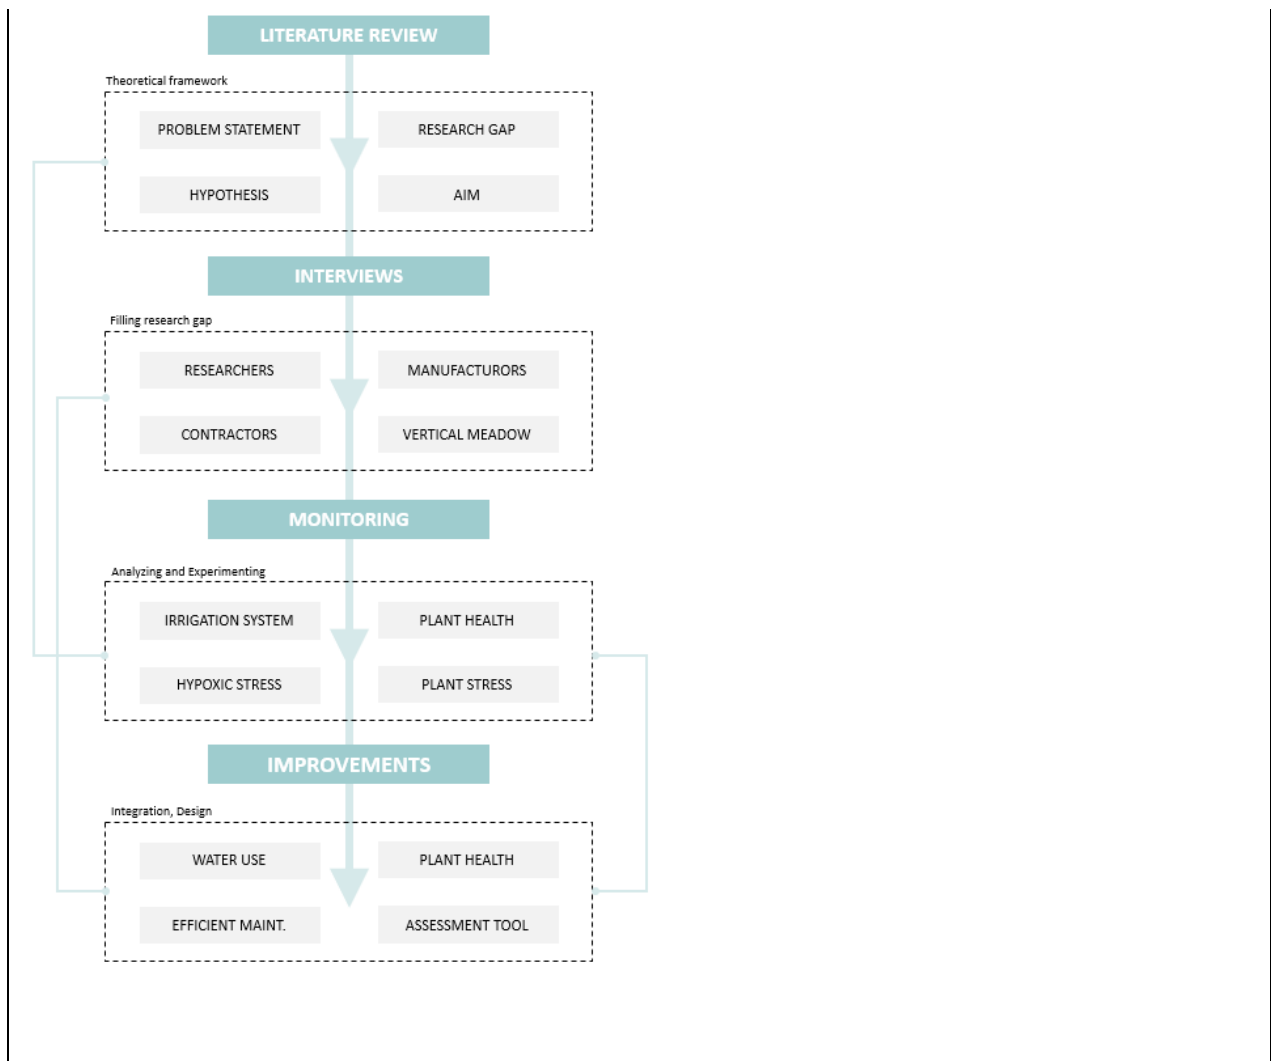 LITERATURE REVIEW
Theoretical framework
PROBLEM STATEMENT
RESEARCH GAP
HYPOTHESIS
AIM
INTERVIEWS
Filling research gap
RESEARCHERS
MANUFACTURORS
CONTRACTORS
VERTICAL MEADOW
MONITORING
Analyzing and Experimenting
IRRIGATION SYSTEM
PLANT HEALTH
HYPOXIC STRESS
PLANT STRESS
IMPROVEMENTS
Integration, Design
WATER USE
PLANT HEALTH
EFFICIENT MAINT.
ASSESSMENT TOOL